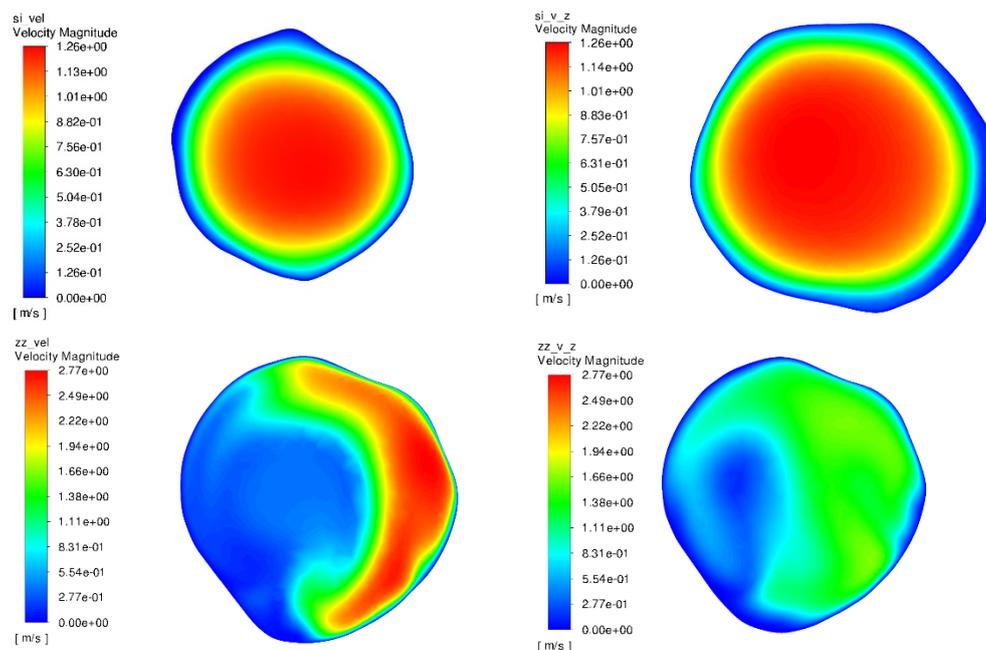 si_vel
Velocity Magnitude
1.26e+00
1.13e+00
1.01e+00
8.82e-01
7.56e-01
6.30e-01
5.04e-01
3.78e-01
2.52e-01
1.26e-01
0.00e+00
[ m/s ]
si_v_z
Velocity Magnitude
1.26e+00
1.14e+00
1.01e+00
8.83e-01
7.57e-01
6.31e-01
5.05e-01
3.79e-01
2.52e-01
1.26e-01
0.00e+00
[ m/s ]
zz_vel
Velocity Magnitude
2.77e+00
2.49e+00
2.22e+00
1.94e+00
1.66e+00
1.38e+00
1.11e+00
8.31e-01
5.54e-01
2.77e-01
0.00e+00
[ m/s ]
zz_v_z
Velocity Magnitude
2.77e+00
2.49e+00
2.22e+00
1.94e+00
1.66e+00
1.38e+00
1.11e+00
8.31e-01
5.54e-01
2.77e-01
0.00e+00
[ m/s ]